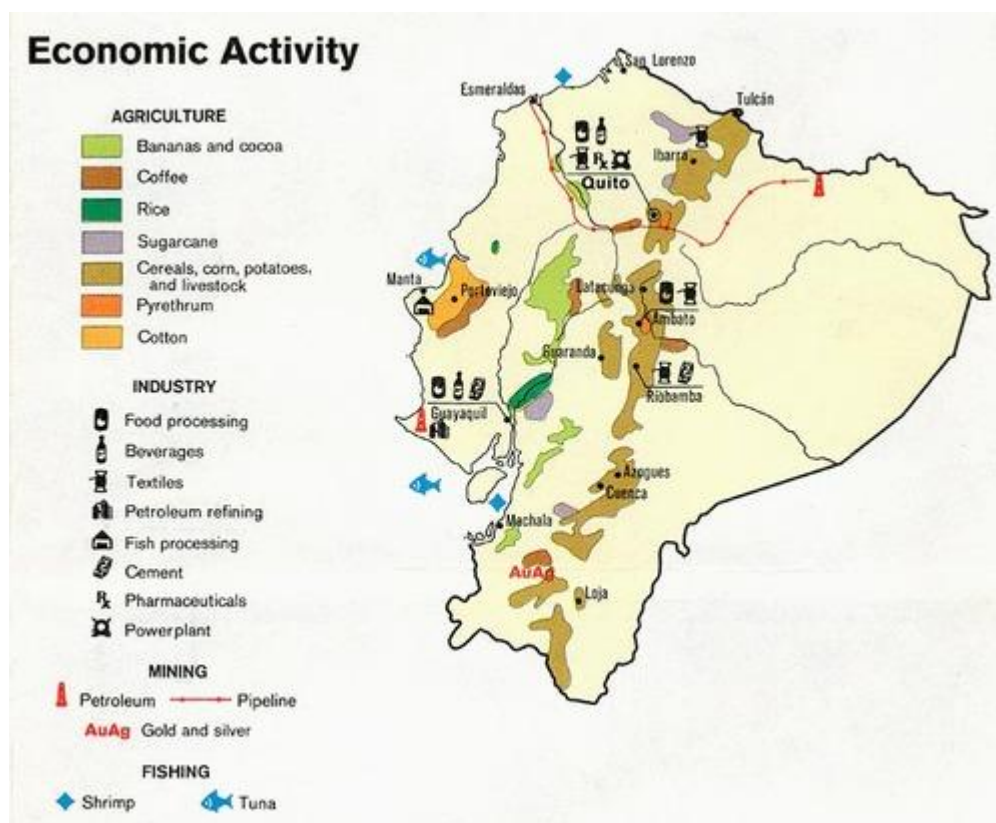 Economic Activity
AGRICULTURE
Bananas and cocoa
Coffee
Rice
Sugarcane
Cereals, corn, potatoes,
and livestock
Pyrethrum
Cotton
INDUSTRY
Food processing
Beverages
Textiles
Petroleum refining
Fish processing
Cement
Rx Pharmaceuticals
Powerplant
MINING
Petroleum
Pipeline
AuAg Gold and silver
FISHING
Shrimp
Tuna
San Lorenzo
Esmeraldas
Tulcán
Ibarra
Rx
Quito
Manta
Portoviejo
Latacunga
Ambato
Guaranda
Riobamba
Guayaquil
Azogues
Cuenca
Machala
AuAg
Loja